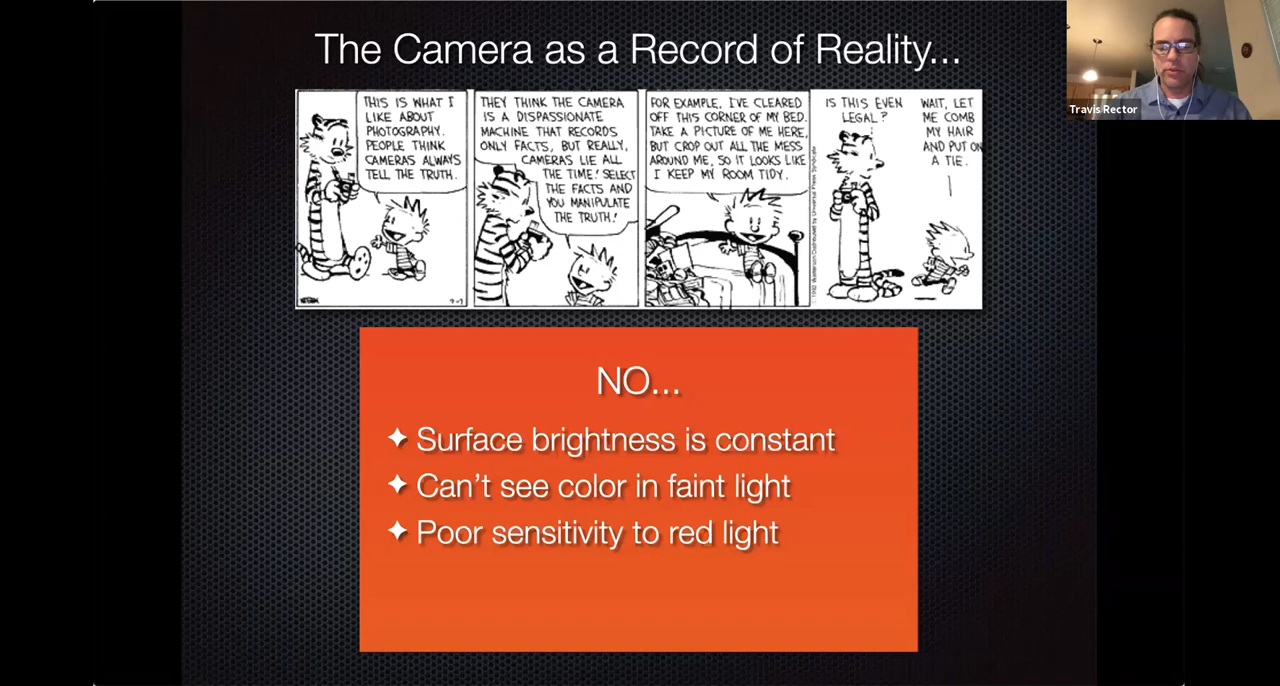 The Camera as a Record of Reality...
Travis Rector
THIS IS WHAT I
LIKE ABOUT
PHOTOGRAPHY.
PEOPLE THINK
CAMERAS ALWAYS
TELL THE TRUTH.
THEY THINK THE CAMERA
IS A DISPASSIONATE
MACHINE THAT RECORDS
ONLY FACTS, BUT REALLY,
CAMERAS LIE ALL
THE TIME! SELECT
THE FACTS AND
YOU MANIPULATE
THE TRUTH!
FOR EXAMPLE, I'VE CLEARED
OFF THIS CORNER OF MY BED.
TAKE A PICTURE OF ME HERE,
BUT CROP OUT ALL THE MESS
AROUND ME, SO IT LOOKS LIKE
I KEEP MY ROOM TIDY.
IS THIS EVEN
LEGAL?
WAIT, LET
ME COMB
MY HAIR
AND PUT ON
A TIE.
NO...
Surface brightness is constant
Can't see color in faint light
Poor sensitivity to red light